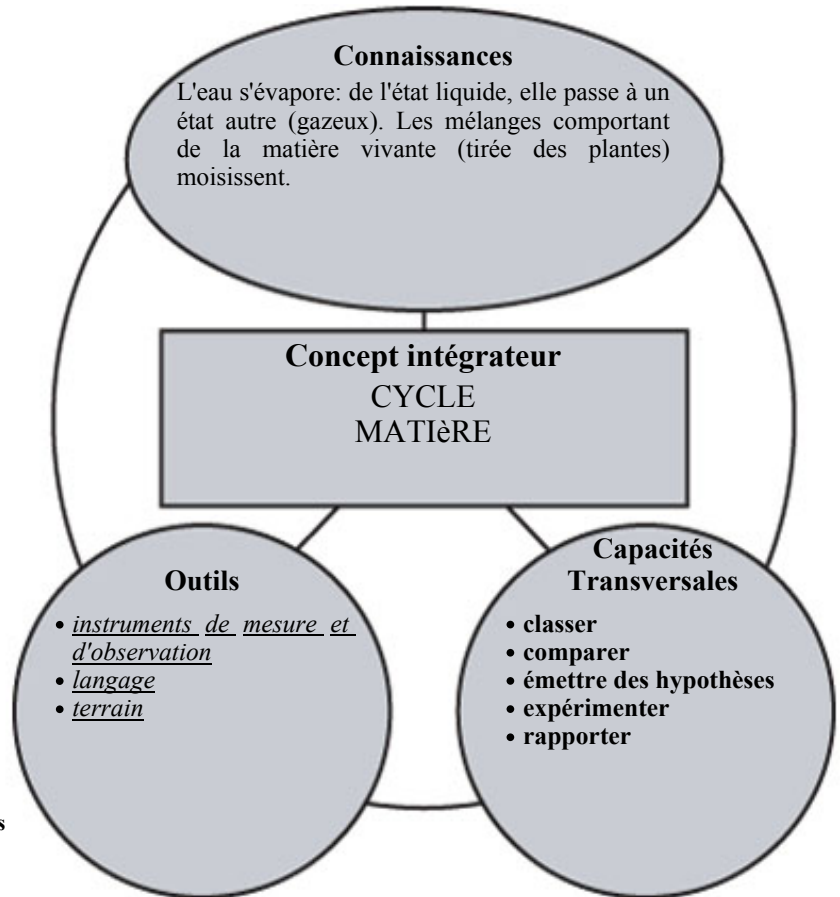 Connaissances
L'eau s'évapore: de l'état liquide, elle passe à un
état autre (gazeux). Les mélanges comportant
de la matière vivante (tirée des plantes)
moisissent.
Concept intégrateur
CYCLE
MATIèRE
Outils
• instruments de mesure et
d'observation
• langage
• terrain
Capacités
Transversales
• classer
• comparer
• émettre des hypothèses
• expérimenter
• rapporter
s